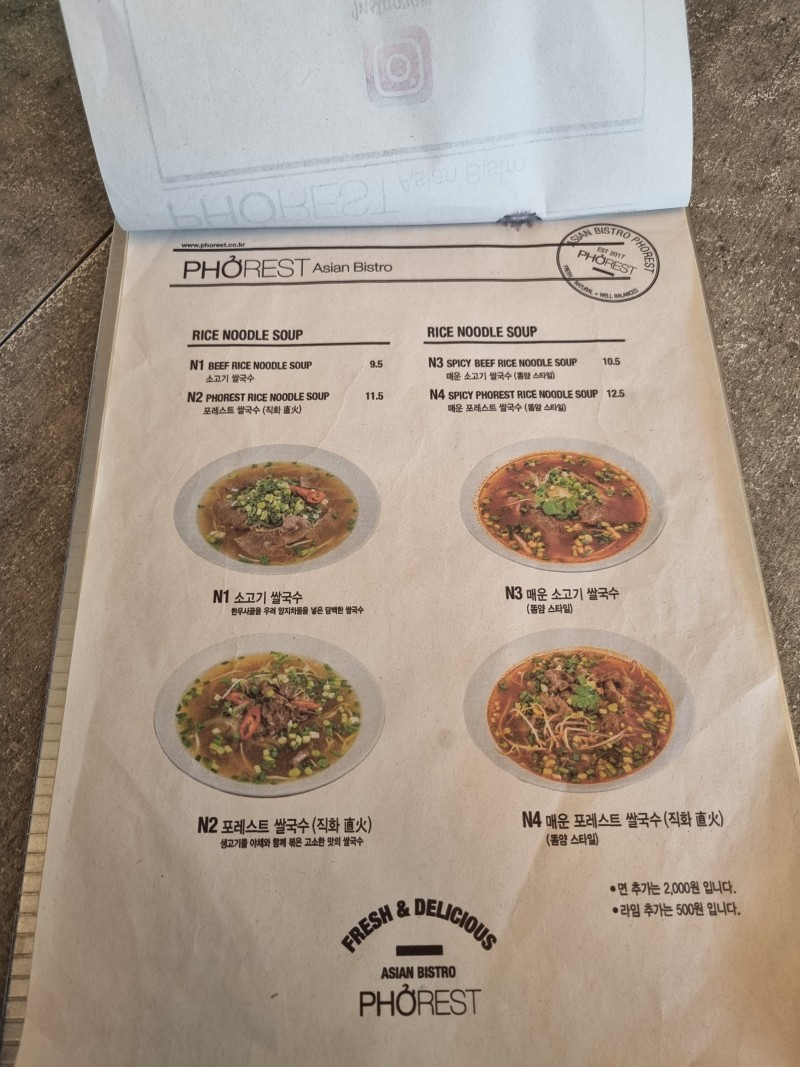 PHỞREST Asian Bistro
www.phorest.co.kr
PHỞREST Asian Bistro
ASIAN BISTRO PHOREST
EST 2017
PHỞREST
FRESH, NATURAL + WELL BALANCES
RICE NOODLE SOUP
N1 BEEF RICE NOODLE SOUP 9.5
소고기 쌀국수
N2 PHOREST RICE NOODLE SOUP 11.5
포레스트 쌀국수 (직화 直火)
RICE NOODLE SOUP
N3 SPICY BEEF RICE NOODLE SOUP 10.5
매운 소고기 쌀국수 (똠얌 스타일)
N4 SPICY PHOREST RICE NOODLE SOUP 12.5
매운 포레스트 쌀국수 (똠얌 스타일)
N1 소고기 쌀국수
한우사골을 우려 양지차돌을 넣은 담백한 쌀국수
N3 매운 소고기 쌀국수
(똠얌 스타일)
N2 포레스트 쌀국수 (직화 直火)
생고기를 야채와 함께 볶은 고소한 맛의 쌀국수
N4 매운 포레스트 쌀국수 (직화 直火)
(똠얌 스타일)
•면 추가는 2,000원 입니다.
•라임 추가는 500원 입니다.
FRESH & DELICIOUS
ASIAN BISTRO
PHỞREST